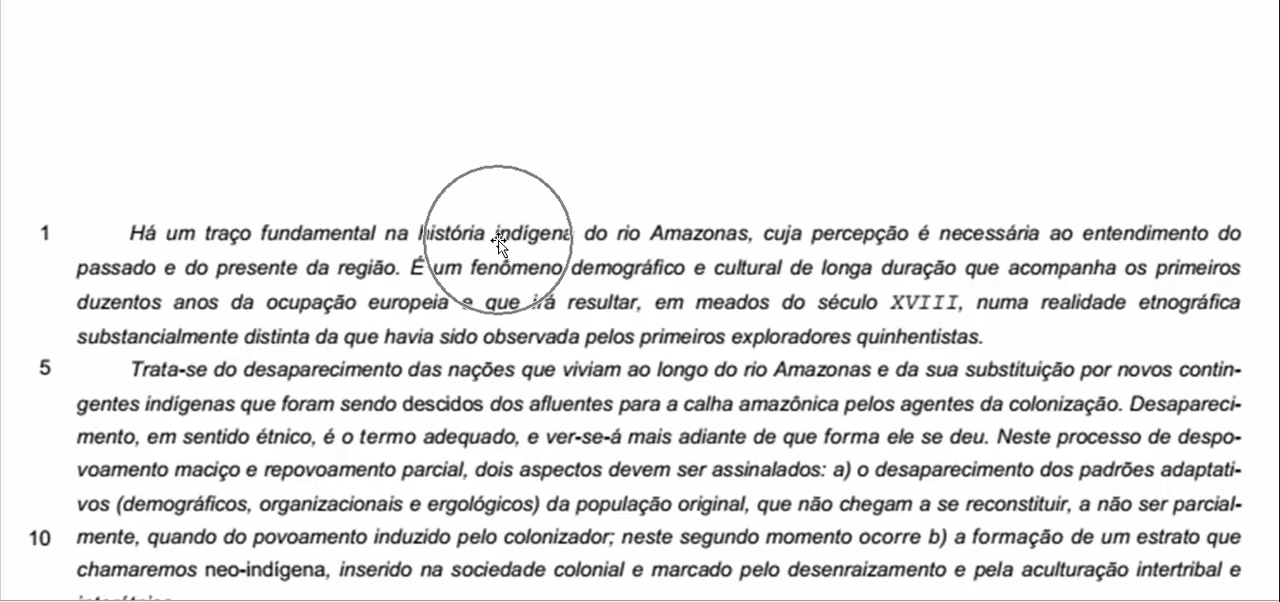 1 Há um traço fundamental na história indígena do rio Amazonas, cuja percepção é necessária ao entendimento do
passado e do presente da região. É um fenômeno demográfico e cultural de longa duração que acompanha os primeiros
duzentos anos da ocupação europeia e que irá resultar, em meados do século XVIII, numa realidade etnográfica
substancialmente distinta da que havia sido observada pelos primeiros exploradores quinhentistas.
5 Trata-se do desaparecimento das nações que viviam ao longo do rio Amazonas e da sua substituição por novos contin-
gentes indígenas que foram sendo descidos dos afluentes para a calha amazônica pelos agentes da colonização. Desapareci-
mento, em sentido étnico, é o termo adequado, e ver-se-á mais adiante de que forma ele se deu. Neste processo de despo-
voamento maciço e repovoamento parcial, dois aspectos devem ser assinalados: a) o desaparecimento dos padrões adaptati-
vos (demográficos, organizacionais e ergológicos) da população original, que não chegam a se reconstituir, a não ser parcial-
10 mente, quando do povoamento induzido pelo colonizador; neste segundo momento ocorre b) a formação de um estrato que
chamaremos neo-indígena, inserido na sociedade colonial e marcado pelo desenraizamento e pela aculturação intertribal e